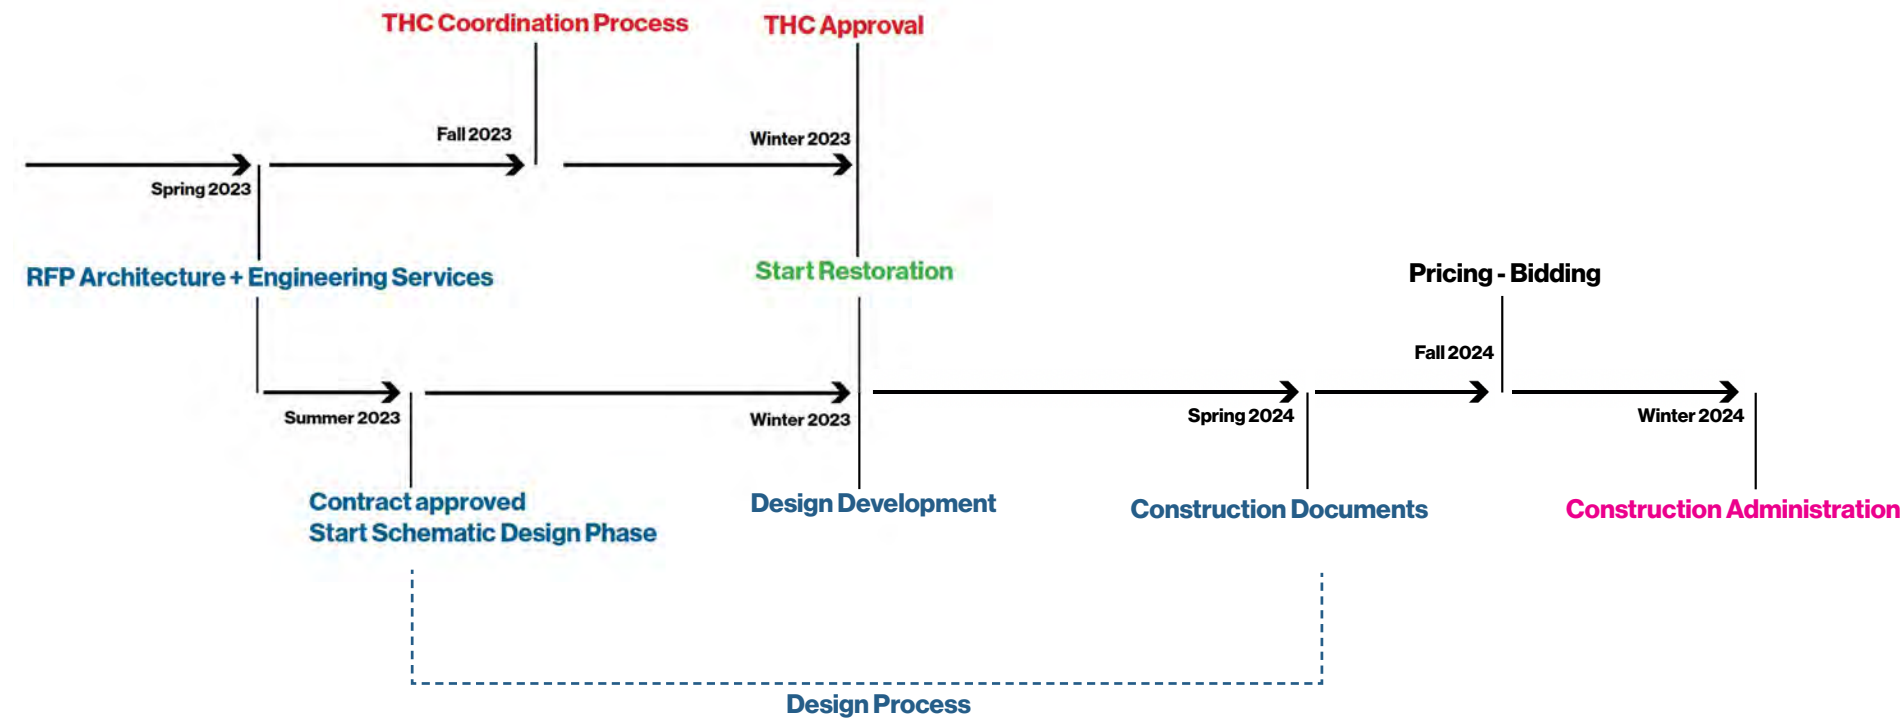 THC Coordination Process
THC Approval
Fall 2023
Winter 2023
Spring 2023
RFP Architecture + Engineering Services
Start Restoration
Pricing - Bidding
Fall 2024
Summer 2023
Winter 2023
Spring 2024
Winter 2024
Contract approved
Start Schematic Design Phase
Design Development
Construction Documents
Construction Administration
Design Process